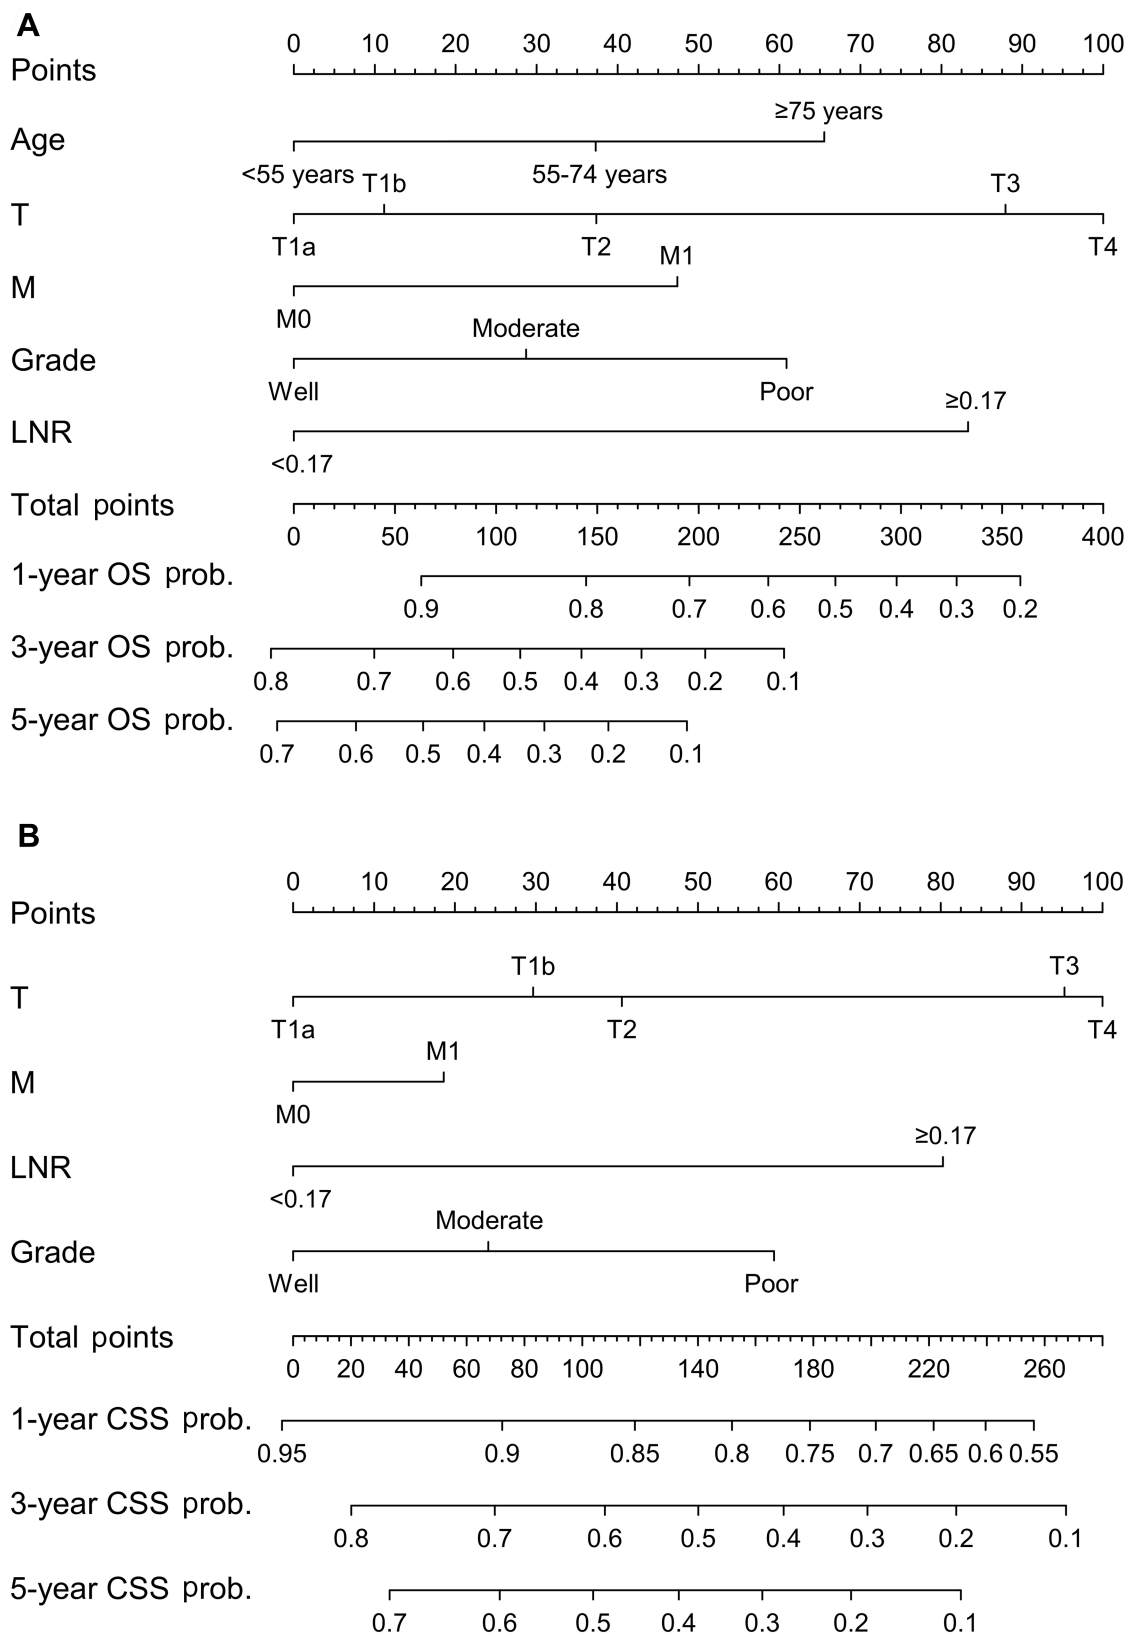 A
0 10 20 30 40 50 60 70 80 90 100
Points
≥75 years
Age
<55 years 55-74 years
T1b T3
T
T1a T2 T4
M1
M
M0
Moderate
Grade
Well Poor
≥0.17
LNR
<0.17
Total points
0 50 100 150 200 250 300 350 400
1-year OS prob.
0.9 0.8 0.7 0.6 0.5 0.4 0.3 0.2
3-year OS prob.
0.8 0.7 0.6 0.5 0.4 0.3 0.2 0.1
5-year OS prob.
0.7 0.6 0.5 0.4 0.3 0.2 0.1
B
0 10 20 30 40 50 60 70 80 90 100
Points
T1b T3
T
T1a T2 T4
M1
M
M0
≥0.17
LNR
<0.17
Moderate
Grade
Well Poor
Total points
0 20 40 60 80 100 140 180 220 260
1-year CSS prob.
0.95 0.9 0.85 0.8 0.75 0.7 0.65 0.6 0.55
3-year CSS prob.
0.8 0.7 0.6 0.5 0.4 0.3 0.2 0.1
5-year CSS prob.
0.7 0.6 0.5 0.4 0.3 0.2 0.1